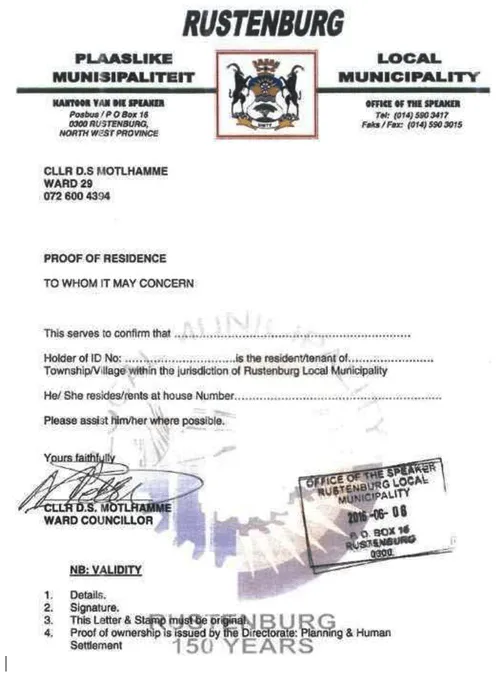 RUSTENBURG
PLAASLIKE
MUNISIPALITEIT
LOCAL
MUNICIPALITY
KANTOOR VAN DIE SPEAKER
Posbus / P O Box 16
0300 RUSTENBURG,
NORTH WEST PROVINCE
OFFICE OF THE SPEAKER
Tel: (014) 590 3417
Faks / Fax: (014) 590 3015
CLLR D.S MOTLHAMME
WARD 29
072 600 4394
PROOF OF RESIDENCE
TO WHOM IT MAY CONCERN
This serves to confirm that ..........................................................
Holder of ID No: ...........................is the resident/tenant of.....................
Township/Village within the jurisdiction of Rustenburg Local Municipality
He/ She resides/rents at house Number....................................................
Please assist him/her where possible.
Yours faithfully
CLLR D.S. MOTLHAMME
WARD COUNCILLOR
OFFICE OF THE SPEAKER
RUSTENBURG LOCAL
MUNICIPALITY
2016 -06- 06
P. O. BOX 16
RUSTENBURG
0300
NB: VALIDITY
1. Details.
2. Signature.
3. This Letter & Stamp must be original.
4. Proof of ownership is issued by the Directorate: Planning & Human
Settlement
LOCAL MUNICIPALITY
RUSTENBURG
150 YEARS